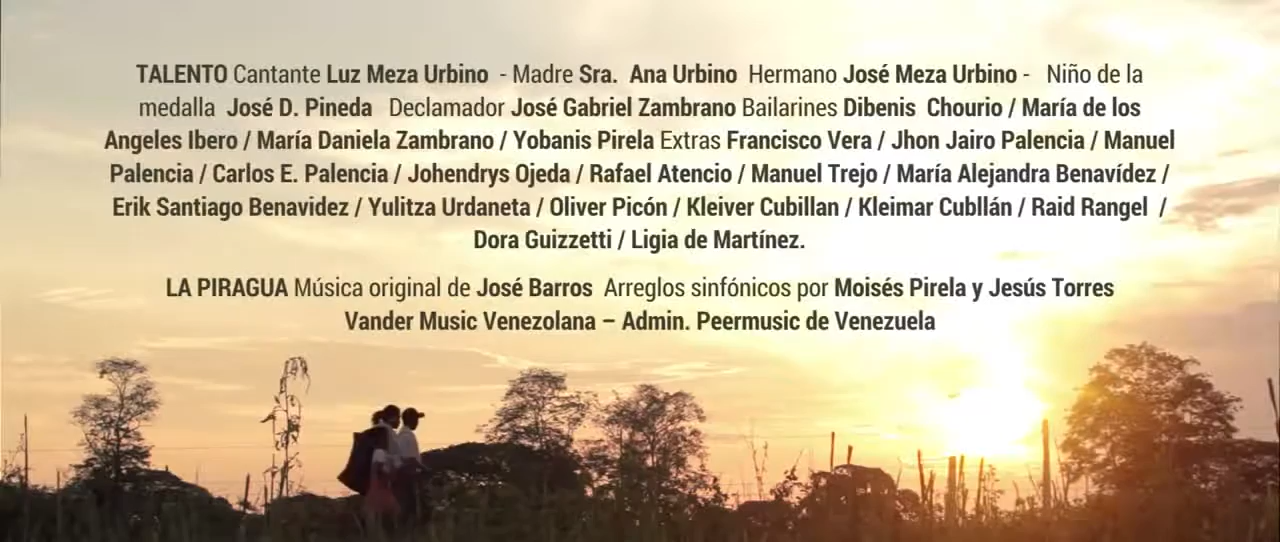 TALENTO Cantante Luz Meza Urbino - Madre Sra. Ana Urbino Hermano José Meza Urbino - Niño de la
medalla José D. Pineda Declamador José Gabriel Zambrano Bailarines Dibenis Chourio / María de los
Angeles Ibero / María Daniela Zambrano / Yobanis Pirela Extras Francisco Vera / Jhon Jairo Palencia / Manuel
Palencia / Carlos E. Palencia / Johendrys Ojeda / Rafael Atencio / Manuel Trejo / María Alejandra Benavídez /
Erik Santiago Benavidez / Yulitza Urdaneta / Oliver Picón / Kleiver Cubillan / Kleimar Cubllán / Raid Rangel /
Dora Guizzetti / Ligia de Martínez.
LA PIRAGUA Música original de José Barros Arreglos sinfónicos por Moisés Pirela y Jesús Torres
Vander Music Venezolana – Admin. Peermusic de Venezuela